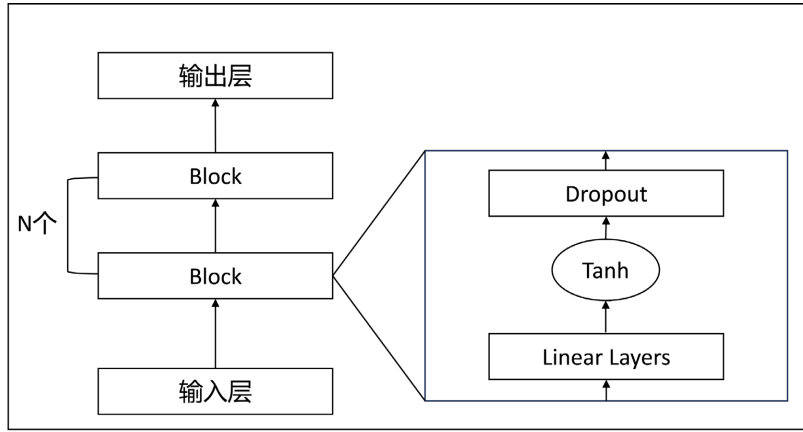 输出层
Block
N个
Block
输入层
Dropout
Tanh
Linear Layers